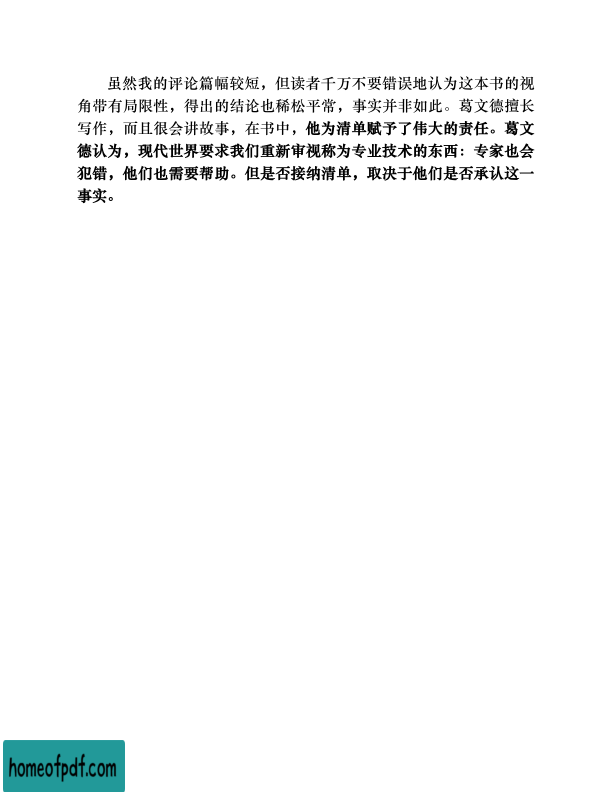 虽然我的评论篇幅较短，但读者千万不要错误地认为这本书的视
角带有局限性，得出的结论也稀松平常，事实并非如此。葛文德擅长
写作，而且很会讲故事，在书中，他为清单赋予了伟大的责任。葛文
德认为，现代世界要求我们重新审视称为专业技术的东西：专家也会
犯错，他们也需要帮助。但是否接纳清单，取决于他们是否承认这一
事实。
homeofpdf.com